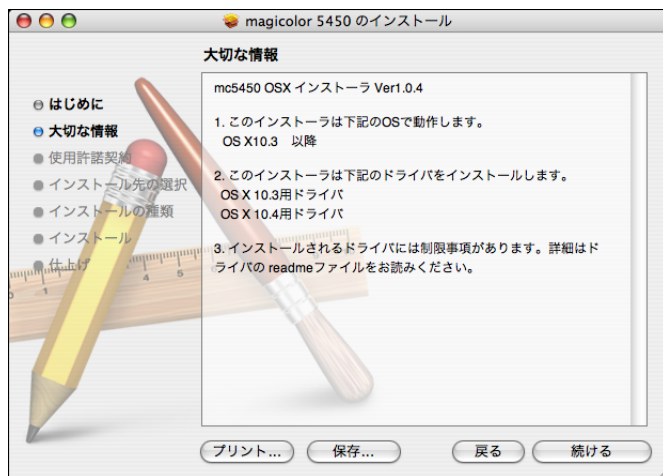 magicolor 5450 のインストール
大切な情報
はじめに
大切な情報
使用許諾契約
インストール先の選択
インストールの種類
インストール
仕上げ
mc5450 OSX インストーラ Ver1.0.4
1. このインストーラは下記のOSで動作します。
OS X10.3　以降
2. このインストーラは下記のドライバをインストールします。
OS X 10.3用ドライバ
OS X 10.4用ドライバ
3. インストールされるドライバには制限事項があります。詳細はド
ライバの readmeファイルをお読みください。
1 4 5
プリント... 保存... 戻る 続ける